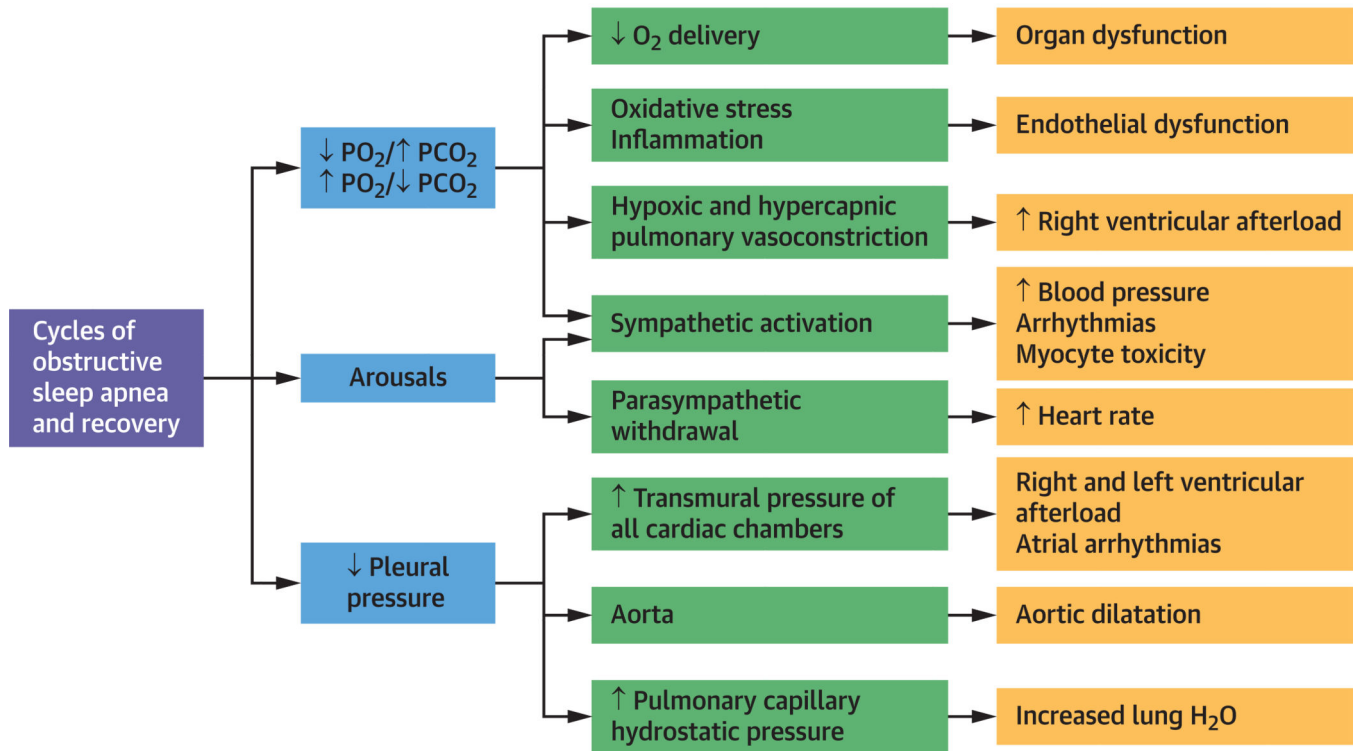 Cycles of
obstructive
sleep apnea
and recovery
↓ PO₂/↑ PCO₂
↑ PO₂/↓ PCO₂
Arousals
↓ Pleural
pressure
↓ O₂ delivery
Oxidative stress
Inflammation
Hypoxic and hypercapnic
pulmonary vasoconstriction
Sympathetic activation
Parasympathetic
withdrawal
↑ Transmural pressure of
all cardiac chambers
Aorta
↑ Pulmonary capillary
hydrostatic pressure
Organ dysfunction
Endothelial dysfunction
↑ Right ventricular afterload
↑ Blood pressure
Arrhythmias
Myocyte toxicity
↑ Heart rate
Right and left ventricular
afterload
Atrial arrhythmias
Aortic dilatation
Increased lung H₂O